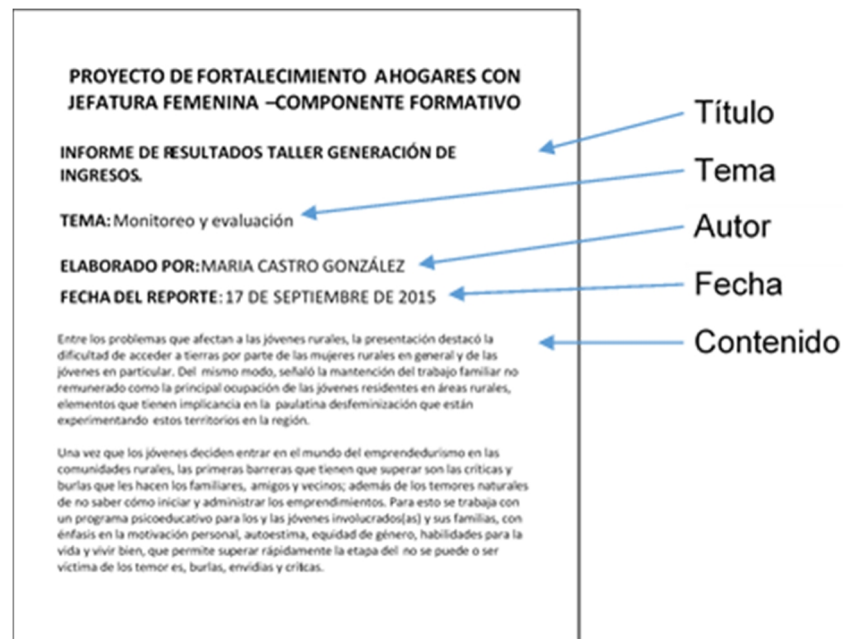 PROYECTO DE FORTALECIMIENTO A HOGARES CON
JEFATURA FEMENINA –COMPONENTE FORMATIVO
INFORME DE RESULTADOS TALLER GENERACIÓN DE
INGRESOS.
TEMA: Monitoreo y evaluación
ELABORADO POR: MARIA CASTRO GONZÁLEZ
FECHA DEL REPORTE: 17 DE SEPTIEMBRE DE 2015
Entre los problemas que afectan a las jóvenes rurales, la presentación destacó la
dificultad de acceder a tierras por parte de las mujeres rurales en general y de las
jóvenes en particular. Del mismo modo, señaló la mantención del trabajo familiar no
remunerado como la principal ocupación de las jóvenes residentes en áreas rurales,
elementos que tienen implicancia en la paulatina desfeminización que están
experimentando estos territorios en la región.
Una vez que los jóvenes deciden entrar en el mundo del emprendedurismo en las
comunidades rurales, las primeras barreras que tienen que superar son las críticas y
burlas que les hacen los familiares, amigos y vecinos; además de los temores naturales
de no saber cómo iniciar y administrar los emprendimientos. Para esto se trabaja con
un programa psicoeducativo para los y las jóvenes involucrados(as) y sus familias, con
énfasis en la motivación personal, autoestima, equidad de género, habilidades para la
vida y vivir bien, que permite superar rápidamente la etapa del no se puede o ser
victima de los temor es, burlas, envidias y criticas.
Título
Tema
Autor
Fecha
Contenido